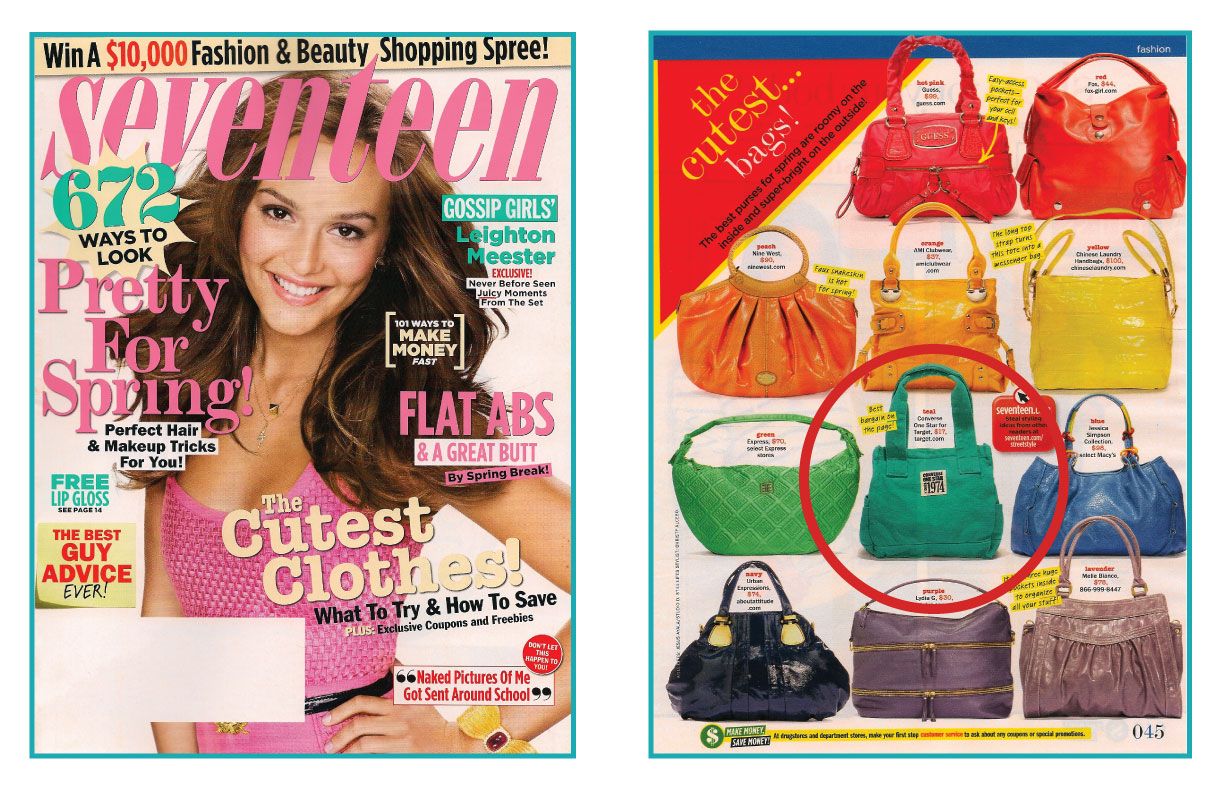 Win A $10,000 Fashion & Beauty Shopping Spree!
seventeen
672
WAYS TO
LOOK
Pretty
For
Spring!
Perfect Hair
& Makeup Tricks
For You!
FREE
LIP GLOSS
SEE PAGE 14
THE BEST
GUY
ADVICE
EVER!
GOSSIP GIRLS'
Leighton
Meester
EXCLUSIVE!
Never Before Seen
Juicy Moments
From The Set
101 WAYS TO
MAKE
MONEY
FAST
FLAT ABS
& A GREAT BUTT
By Spring Break!
The
Cutest
Clothes!
What To Try & How To Save
PLUS: Exclusive Coupons and Freebies
DON'T LET
THIS
HAPPEN TO
YOU!
“Naked Pictures Of Me
Got Sent Around School”
fashion
the
cutest...
bags!
The best purses for spring are roomy on the
inside and super-bright on the outside!
hot pink
Guess,
$99,
guess.com
GUESS
Easy-access
pockets—
perfect for
your cell
and keys!
red
Fox, $44,
fox-girl.com
peach
Nine West,
$90,
ninewest.com
Faux snakeskin
is hot
for spring!
orange
AMI Clubwear,
$37,
amiclubwear
.com
The long top
strap turns
this tote into a
messenger bag.
yellow
Chinese Laundry
Handbags, $100,
chineselaundry.com
green
Express, $70,
select Express
stores
Best
bargain on
the page!
teal
Converse
One Star for
Target, $17,
target.com
CONVERSE
ONE STAR
1974
seventeen.
Steal styling
ideas from other
readers at
seventeen.com/
streetstyle
blue
Jessica
Simpson
Collection,
$98,
select Macy's
navy
Urban
Expressions,
$74,
aboutattitude
.com
purple
Lydia G, $30,
three huge
pockets inside
to organize
all your stuff!
lavender
Melie Bianco,
$76,
866-999-8447
MAKE MONEY,
SAVE MONEY!
At drugstores and department stores, make your first stop customer service to ask about any coupons or special promotions.
045